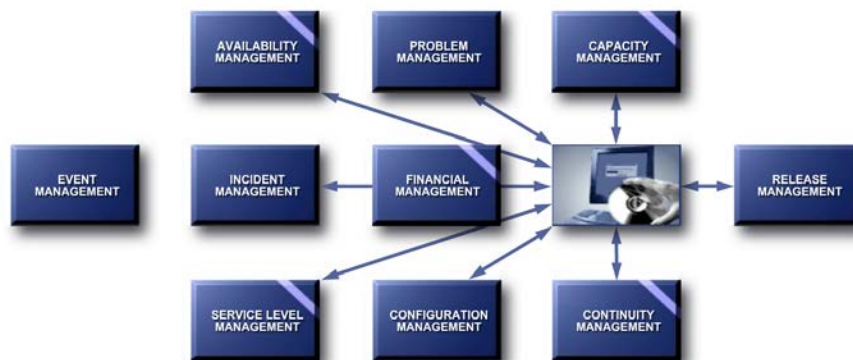 AVAILABILITY
MANAGEMENT
PROBLEM
MANAGEMENT
CAPACITY
MANAGEMENT
EVENT
MANAGEMENT
INCIDENT
MANAGEMENT
FINANCIAL
MANAGEMENT
RELEASE
MANAGEMENT
SERVICE LEVEL
MANAGEMENT
CONFIGURATION
MANAGEMENT
CONTINUITY
MANAGEMENT